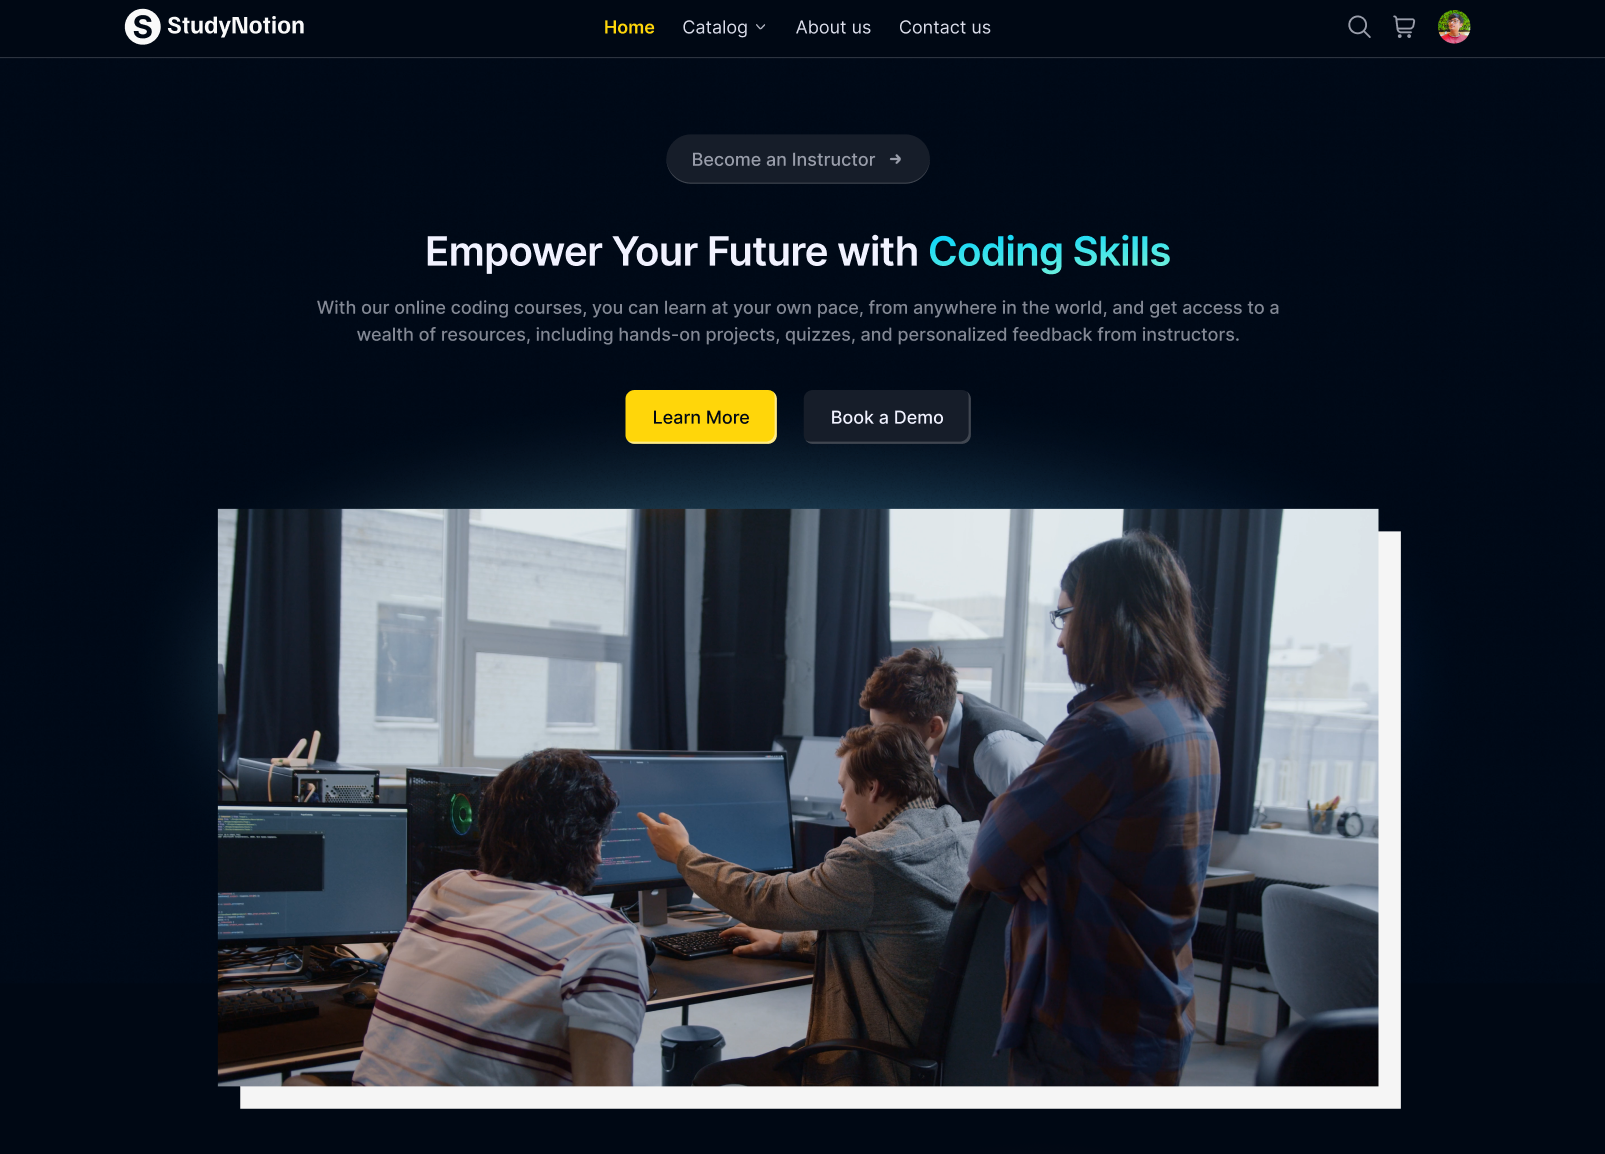 StudyNotion
Home Catalog About us Contact us
Become an Instructor
Empower Your Future with Coding Skills
With our online coding courses, you can learn at your own pace, from anywhere in the world, and get access to a
wealth of resources, including hands-on projects, quizzes, and personalized feedback from instructors.
Learn More Book a Demo